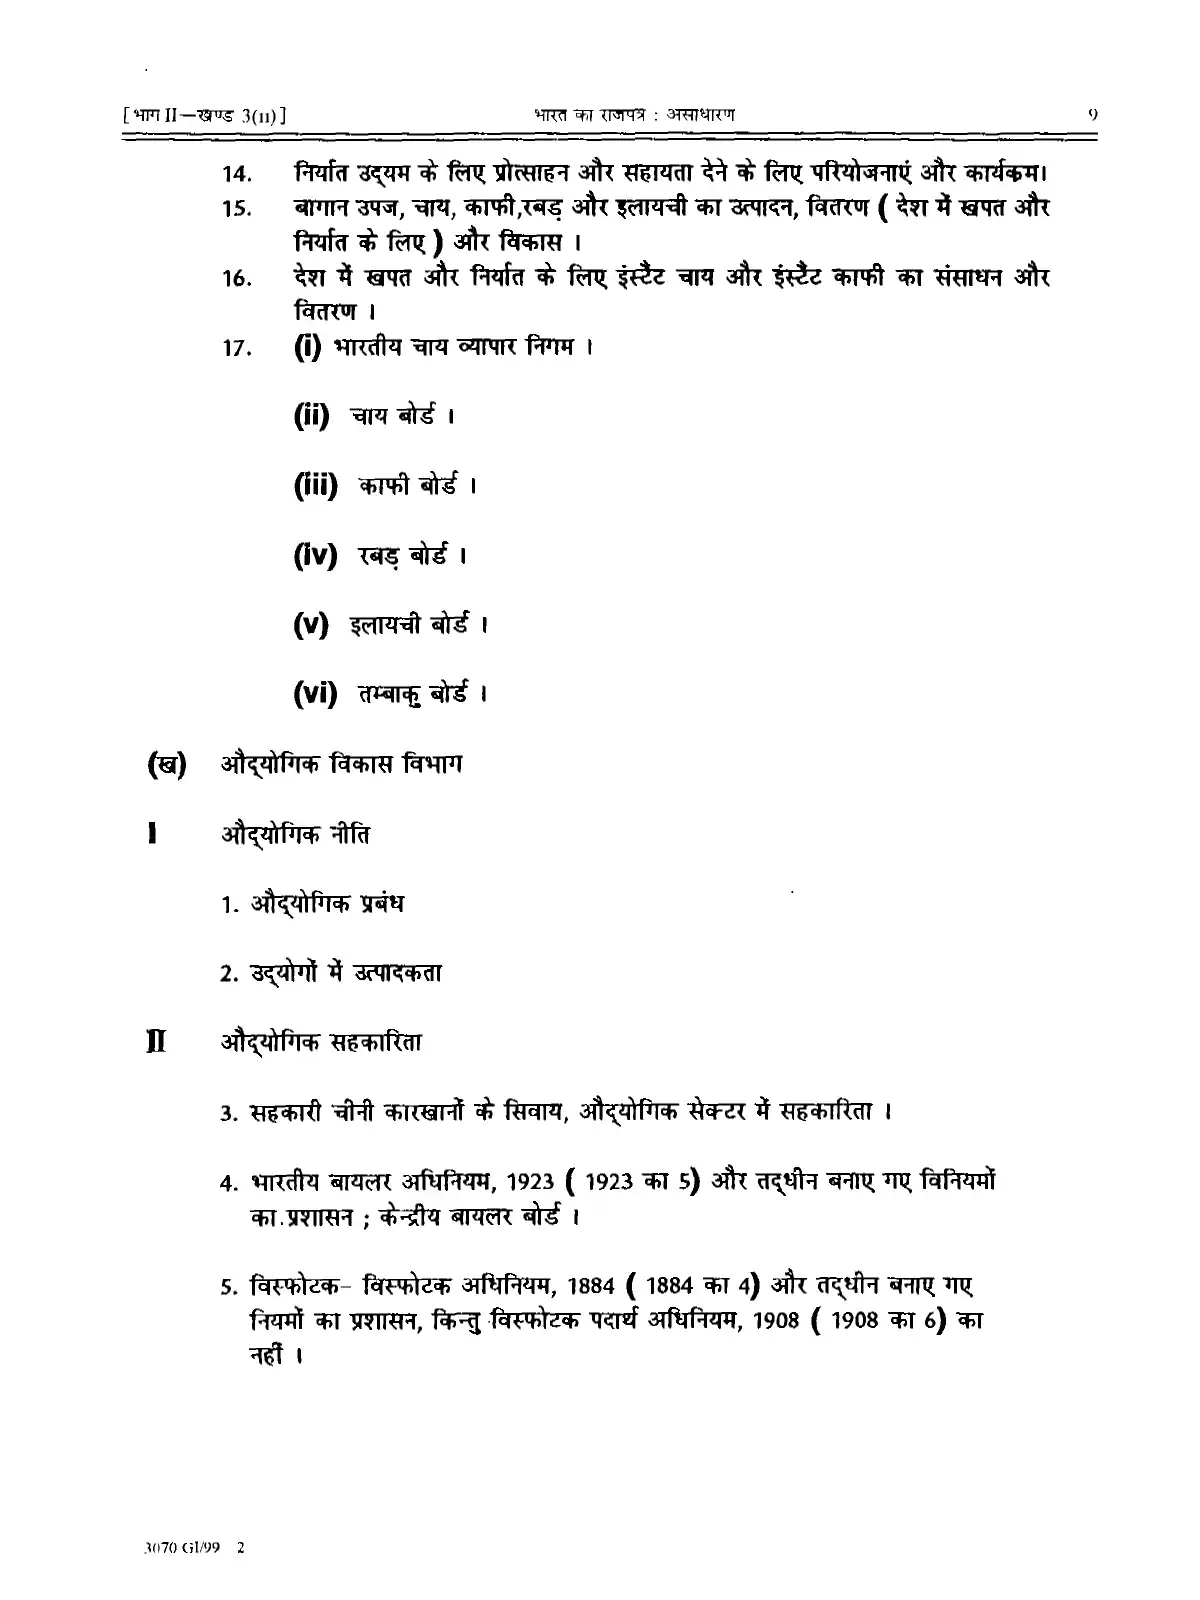 [ भाग II—खण्ड 3(ii) ] भारत का राजपत्र : असाधारण 9
14. निर्यात उद्यम के लिए प्रोत्साहन और सहायता देने के लिए परियोजनाएं और कार्यकम।
15. बागान उपज, चाय, काफी,रबड़ और इलायची का उत्पादन, वितरण ( देश में खपत और
निर्यात के लिए ) और विकास ।
16. देश में खपत और निर्यात के लिए इंस्टैंट चाय और इंस्टैंट काफी का संसाधन और
वितरण ।
17. (i) भारतीय चाय व्यापार निगम ।
(ii) चाय बोर्ड ।
(iii) काफी बोर्ड ।
(iv) रबड़ बोर्ड ।
(v) इलायची बोर्ड ।
(vi) तम्बाकु बोर्ड ।
(ख) औद्योगिक विकास विभाग
I औद्योगिक नीति
1. औद्योगिक प्रबंध
2. उद्योगों में उत्पादकता
II औद्योगिक सहकारिता
3. सहकारी चीनी कारखानों के सिवाय, औद्योगिक सेक्टर में सहकारिता ।
4. भारतीय बायलर अधिनियम, 1923 ( 1923 का 5) और तद्धीन बनाए गए विनियमों
का प्रशासन ; केन्द्रीय बायलर बोर्ड ।
5. विस्फोटक- विस्फोटक अधिनियम, 1884 ( 1884 का 4) और तद्धीन बनाए गए
नियमों का प्रशासन, किन्तु विस्फोटक पदार्थ अधिनियम, 1908 ( 1908 का 6) का
नहीं ।
3070 GI/99 2